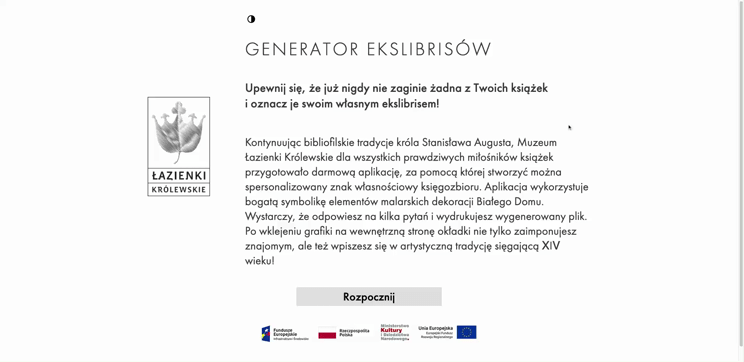 GENERATOR EKSLIBRISÓW
Upewnij się, że już nigdy nie zaginie żadna z Twoich książek
i oznacz je swoim własnym ekslibrisem!
ŁAZIENKI
KRÓLEWSKIE
Kontynuując bibliofilskie tradycje króla Stanisława Augusta, Muzeum
Łazienki Królewskie dla wszystkich prawdziwych miłośników książek
przygotowało darmową aplikację, za pomocą której stworzyć można
spersonalizowany znak własnościowy księgozbioru. Aplikacja wykorzystuje
bogatą symbolikę elementów malarskich dekoracji Białego Domu.
Wystarczy, że odpowiesz na kilka pytań i wydrukujesz wygenerowany plik.
Po wklejeniu grafiki na wewnętrzną stronę okładki nie tylko zaimponujesz
znajomym, ale też wpiszesz się w artystyczną tradycję sięgającą XIV
wieku!
Rozpocznij
Fundusze
Europejskie
Infrastruktura i Środowisko
Rzeczpospolita
Polska
Ministerstwo
Kultury
i Dziedzictwa
Narodowego
Unia Europejska
Europejski Fundusz
Rozwoju Regionalnego